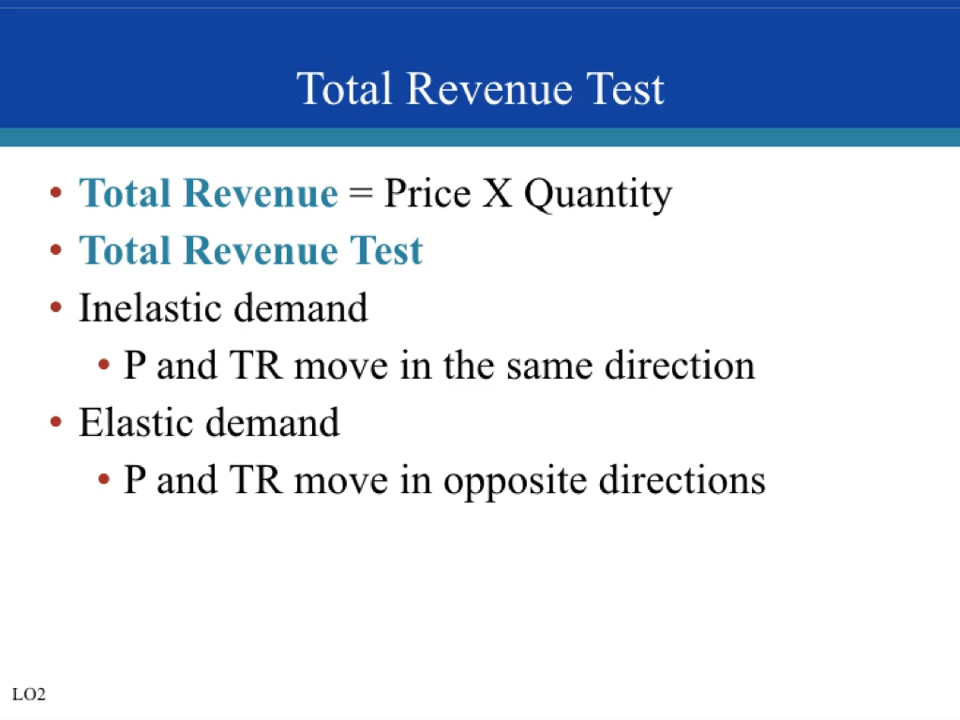 Total Revenue Test
• Total Revenue = Price X Quantity
• Total Revenue Test
• Inelastic demand
• P and TR move in the same direction
• Elastic demand
• P and TR move in opposite directions
LO2